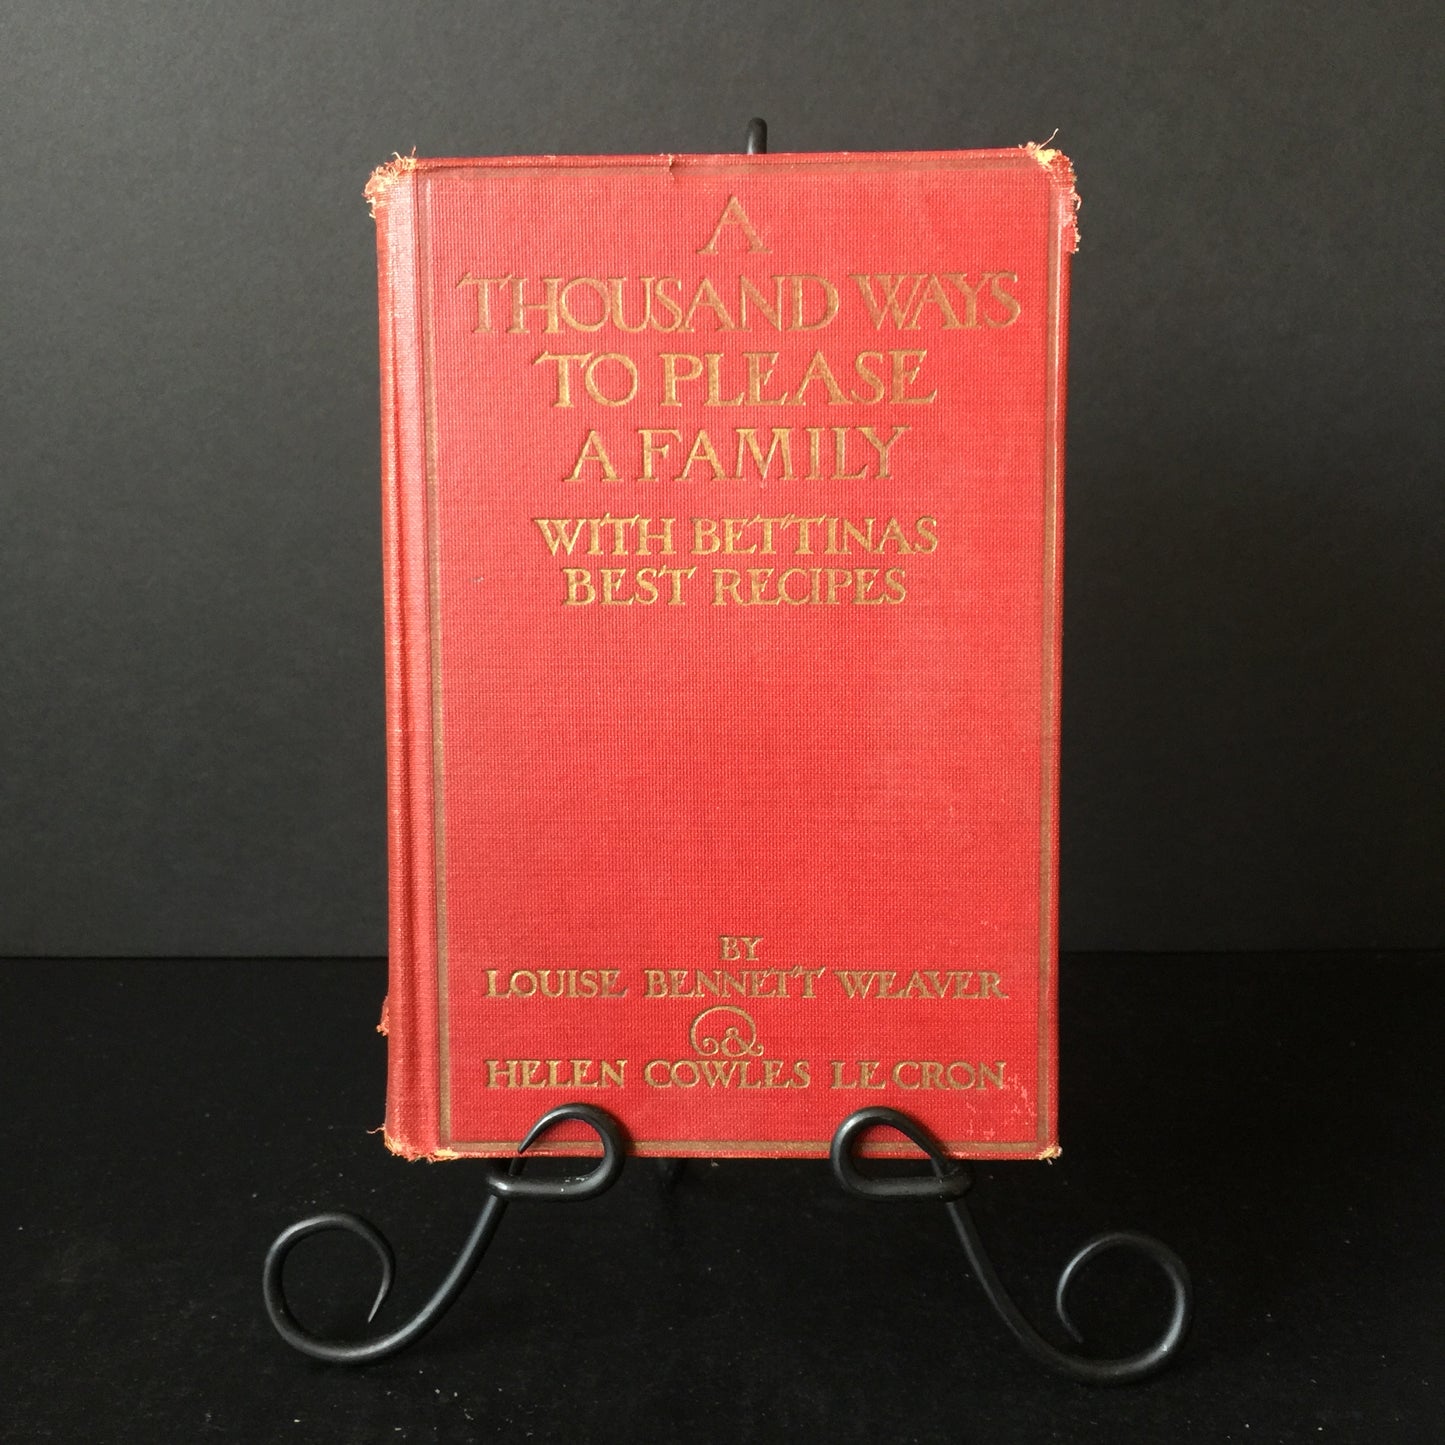 A
THOUSAND WAYS
TO PLEASE
A FAMILY
WITH BETTINAS
BEST RECIPES
BY
LOUISE BENNETT WEAVER
&
HELEN COWLES LE CRON